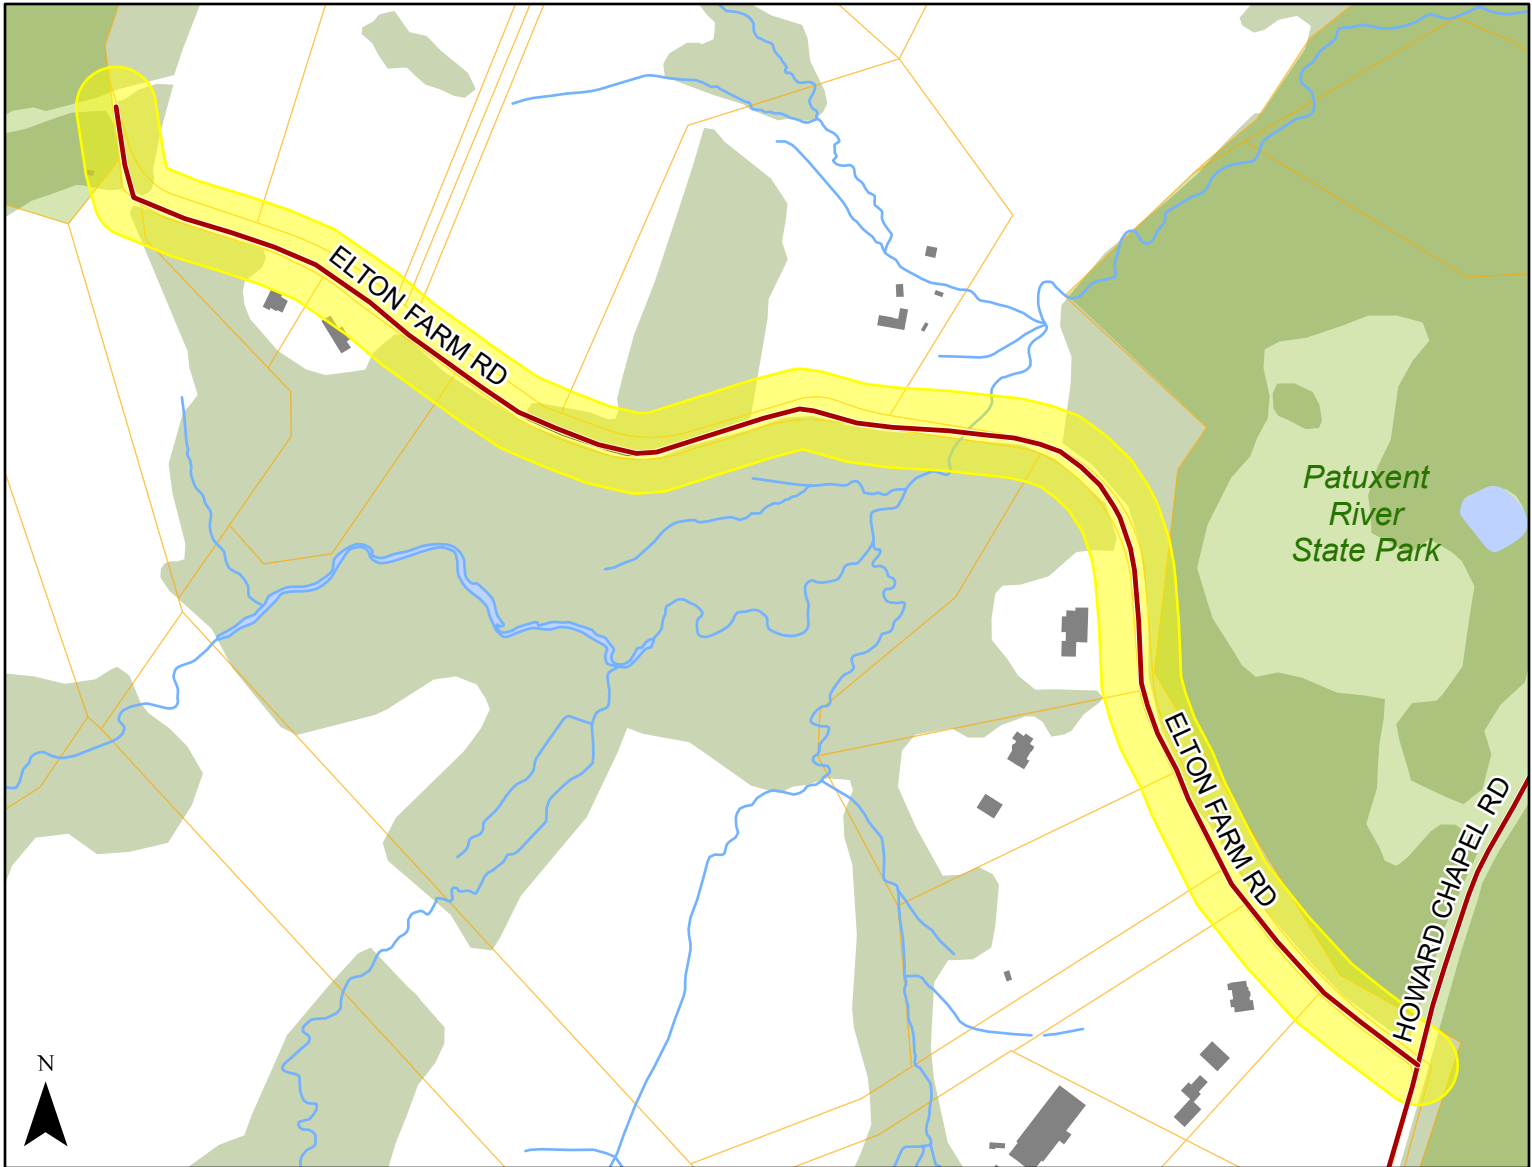 ELTON FARM RD
Patuxent
River
State Park
ELTON FARM RD
HOWARD CHAPEL RD
N